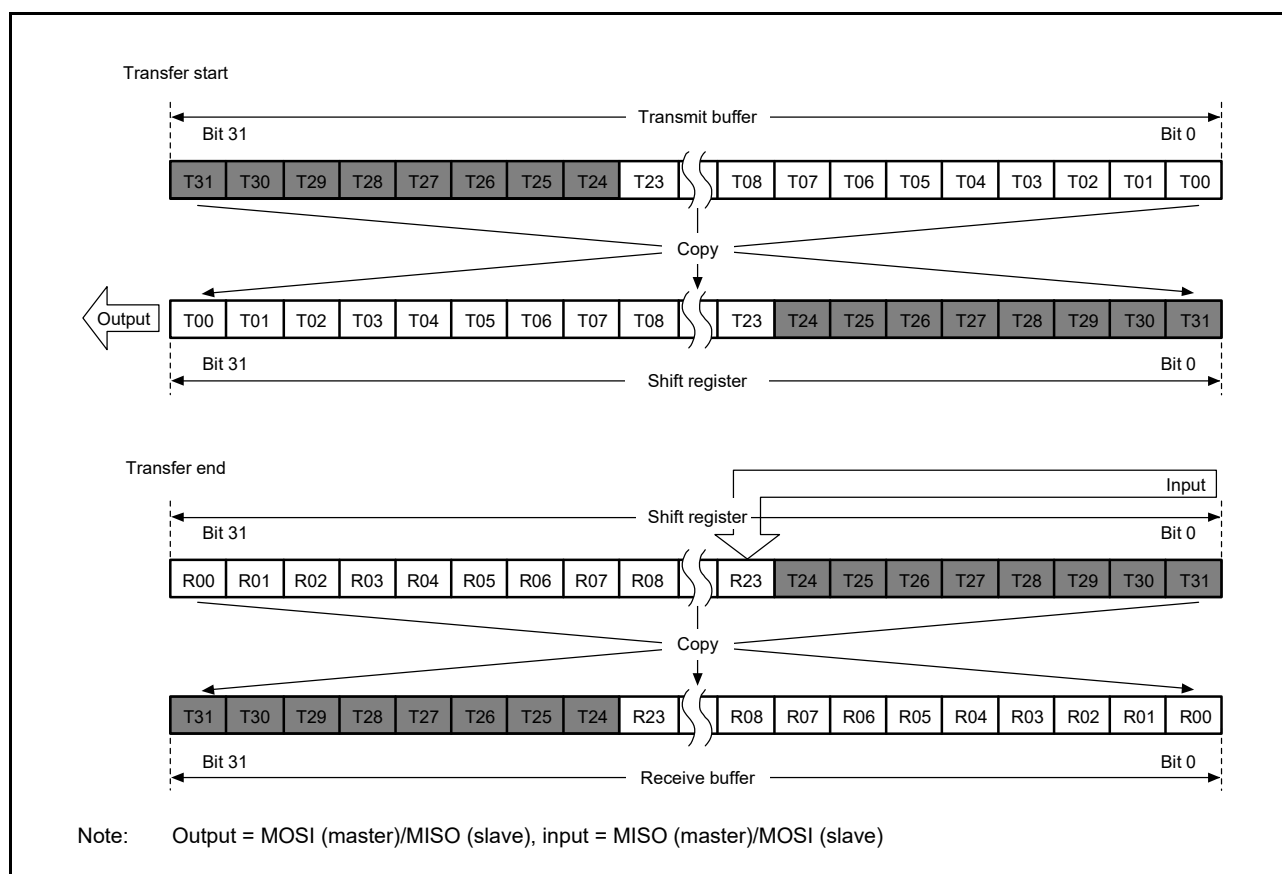 Transfer start
Transmit buffer
Bit 31 Bit 0
T31 T30 T29 T28 T27 T26 T25 T24 T23 T08 T07 T06 T05 T04 T03 T02 T01 T00
Copy
Output T00 T01 T02 T03 T04 T05 T06 T07 T08 T23 T24 T25 T26 T27 T28 T29 T30 T31
Bit 31 Bit 0
Shift register
Transfer end
Input
Shift register
Bit 31 Bit 0
R00 R01 R02 R03 R04 R05 R06 R07 R08 R23 T24 T25 T26 T27 T28 T29 T30 T31
Copy
T31 T30 T29 T28 T27 T26 T25 T24 R23 R08 R07 R06 R05 R04 R03 R02 R01 R00
Bit 31 Bit 0
Receive buffer
Note: Output = MOSI (master)/MISO (slave), input = MISO (master)/MOSI (slave)